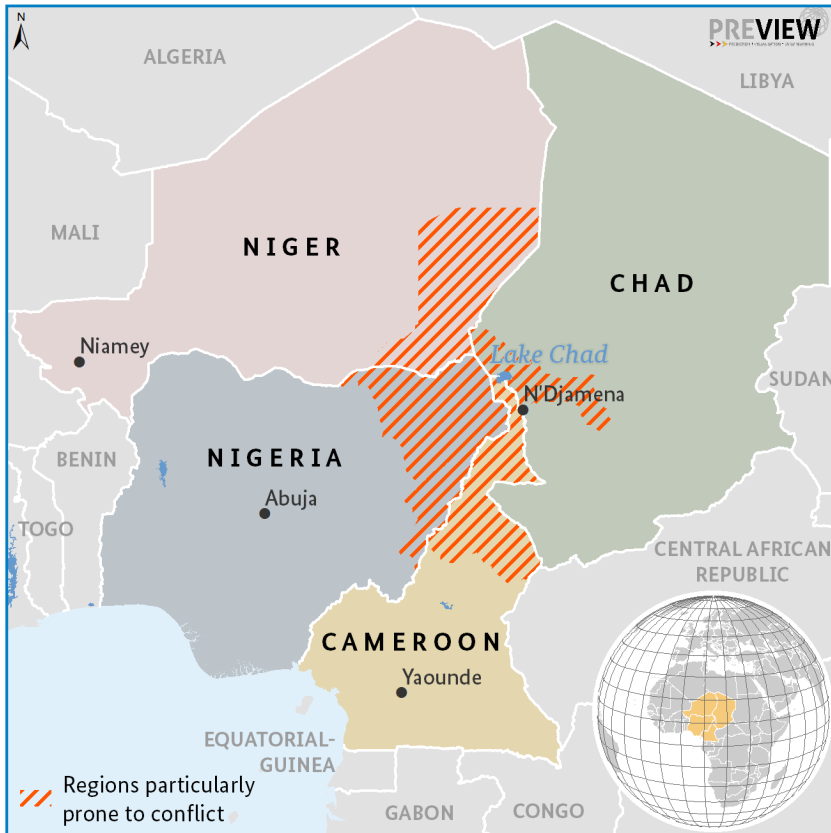 N
PREVIEW
ALGERIA
LIBYA
MALI
NIGER
CHAD
Niamey
Lake Chad
SUDAN
N'Djamena
BENIN
NIGERIA
Abuja
TOGO
CENTRAL AFRICAN
REPUBLIC
CAMEROON
Yaounde
EQUATORIAL-
GUINEA
Regions particularly
prone to conflict
GABON
CONGO